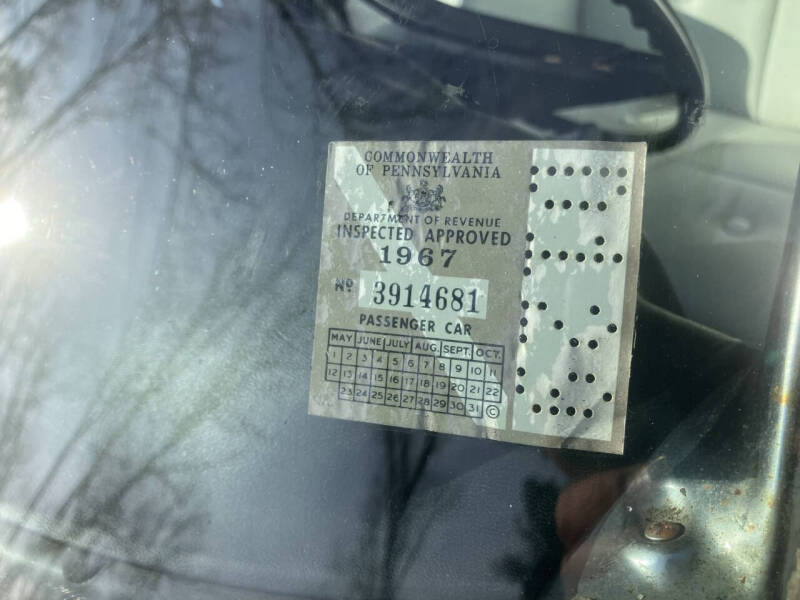 COMMONWEALTH
OF PENNSYLVANIA
DEPARTMENT OF REVENUE
INSPECTED APPROVED
1967
Nº 3914681
PASSENGER CAR
MAY JUNE JULY AUG. SEPT. OCT.
1 2 3 4 5 6 7 8 9 10 11
12 13 14 15 16 17 18 19 20 21 22
23 24 25 26 27 28 29 30 31 ©